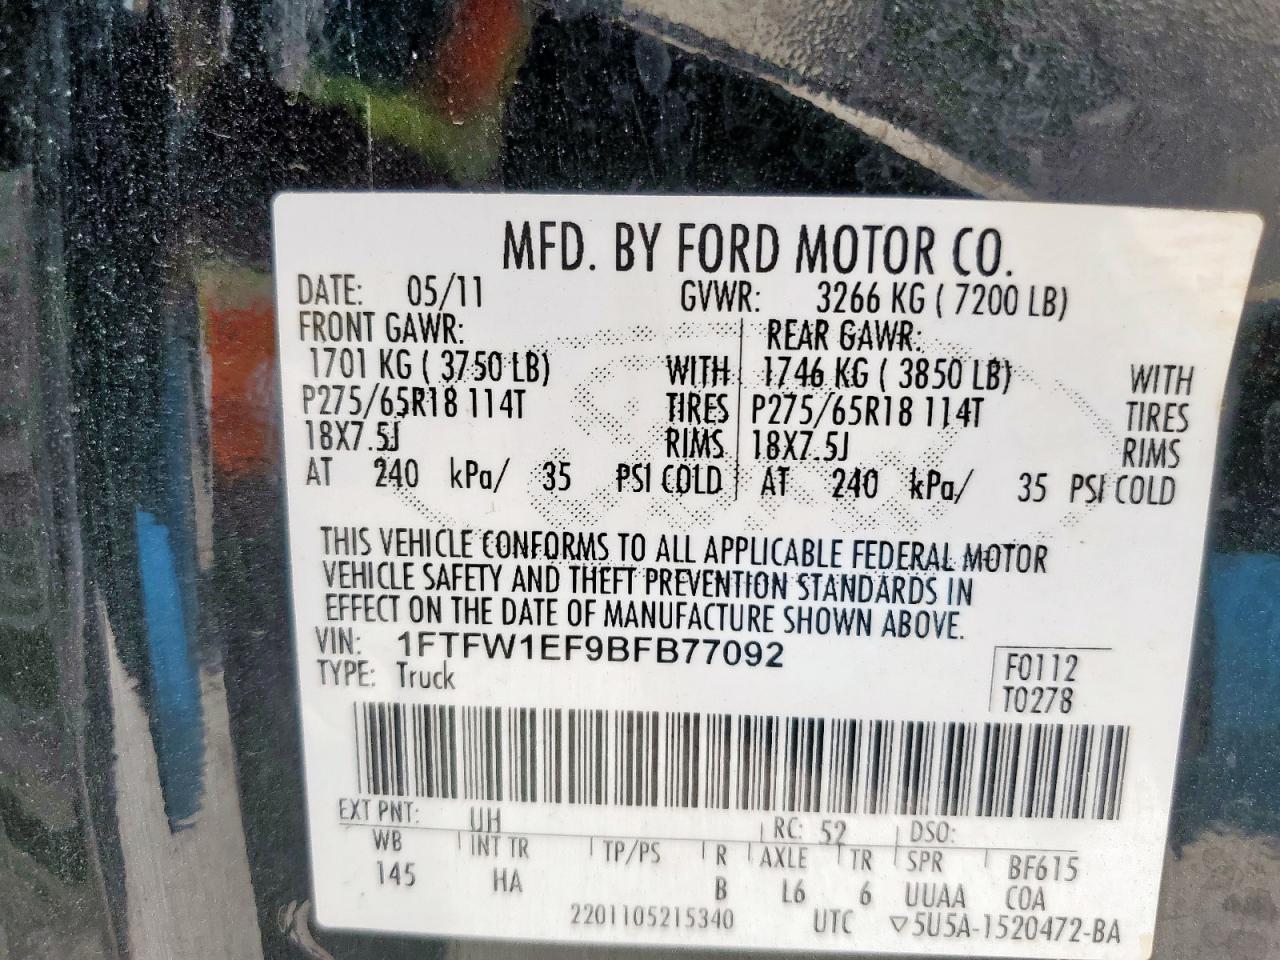 MFD. BY FORD MOTOR CO.
DATE: 05/11 GVWR: 3266 KG ( 7200 LB)
FRONT GAWR: REAR GAWR:
1701 KG ( 3750 LB) WITH 1746 KG ( 3850 LB) WITH
P275/65R18 114T TIRES P275/65R18 114T TIRES
18X7.5J RIMS 18X7.5J RIMS
AT 240 kPa/ 35 PSI COLD AT 240 kPa/ 35 PSI COLD
THIS VEHICLE CONFORMS TO ALL APPLICABLE FEDERAL MOTOR
VEHICLE SAFETY AND THEFT PREVENTION STANDARDS IN
EFFECT ON THE DATE OF MANUFACTURE SHOWN ABOVE.
VIN: 1FTFW1EF9BFB77092
TYPE: Truck
F0112
T0278
EXT PNT: UH RC: 52 DSO:
WB INT TR TP/PS R AXLE TR SPR BF615
145 HA B L6 6 UUAA COA
2201105215340 UTC ▽5U5A-1520472-BA